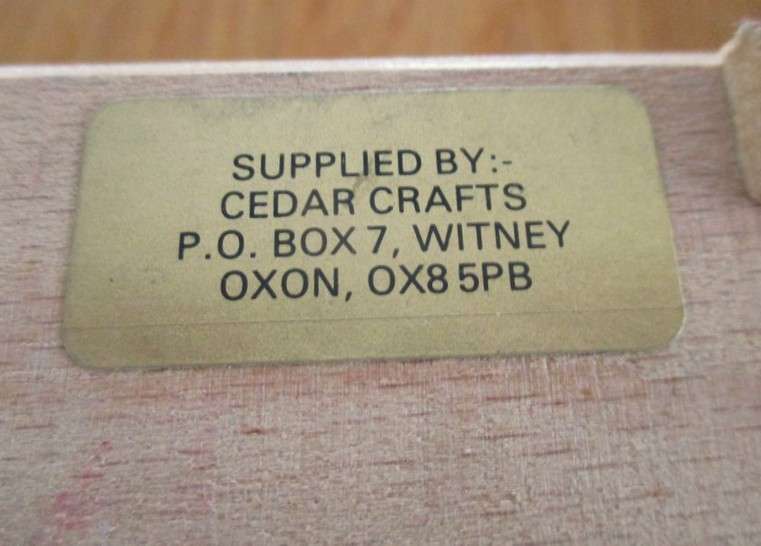 SUPPLIED BY:-
CEDAR CRAFTS
P.O. BOX 7, WITNEY
OXON, OX8 5PB